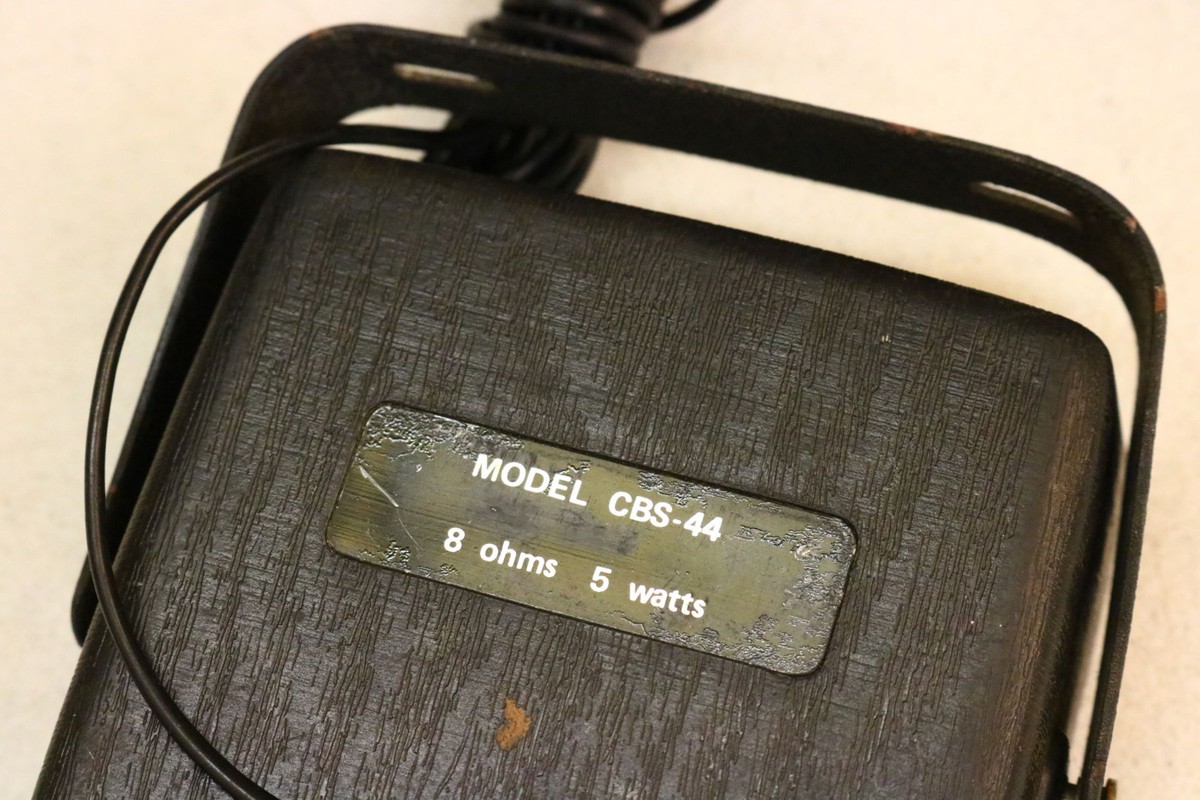 MODEL CBS-44
8 ohms 5 watts